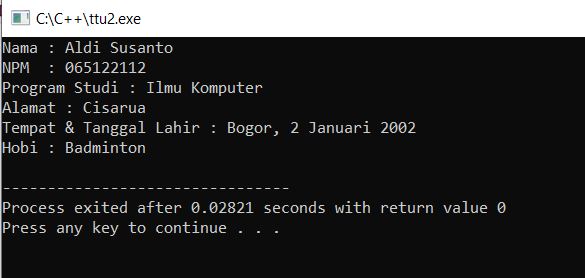 C:\C++\ttu2.exe
Nama : Aldi Susanto
NPM  : 065122112
Program Studi : Ilmu Komputer
Alamat : Cisarua
Tempat & Tanggal Lahir : Bogor, 2 Januari 2002
Hobi : Badminton
--------------------------------
Process exited after 0.02821 seconds with return value 0
Press any key to continue . . .